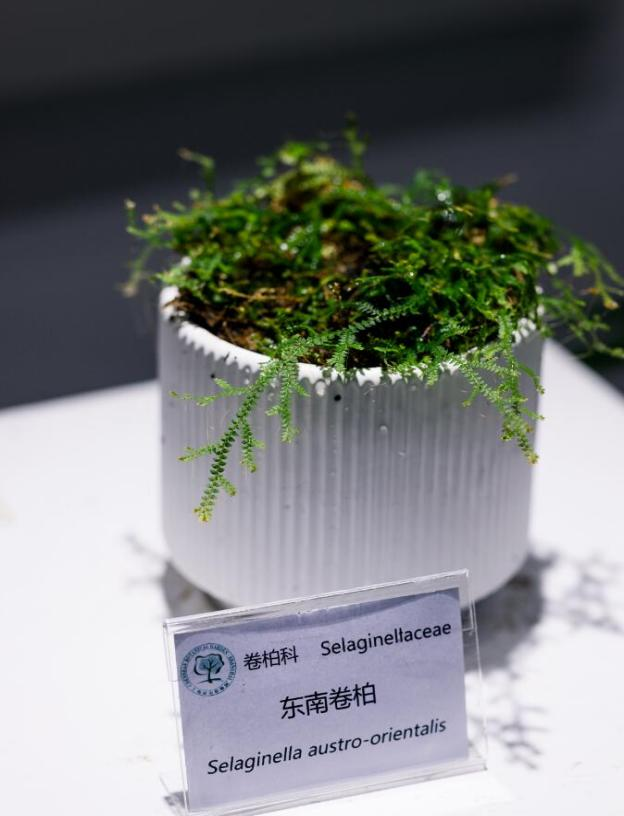 卷柏科 Selaginellaceae
东南卷柏
Selaginella austro-orientalis